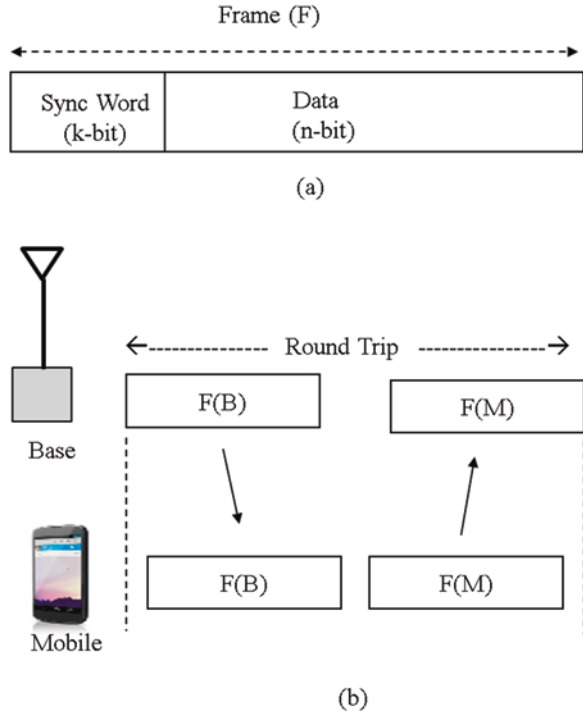 Frame (F)
Sync Word
(k-bit)
Data
(n-bit)
(a)
Round Trip
F(B)
F(M)
Base
F(B)
F(M)
Mobile
(b)